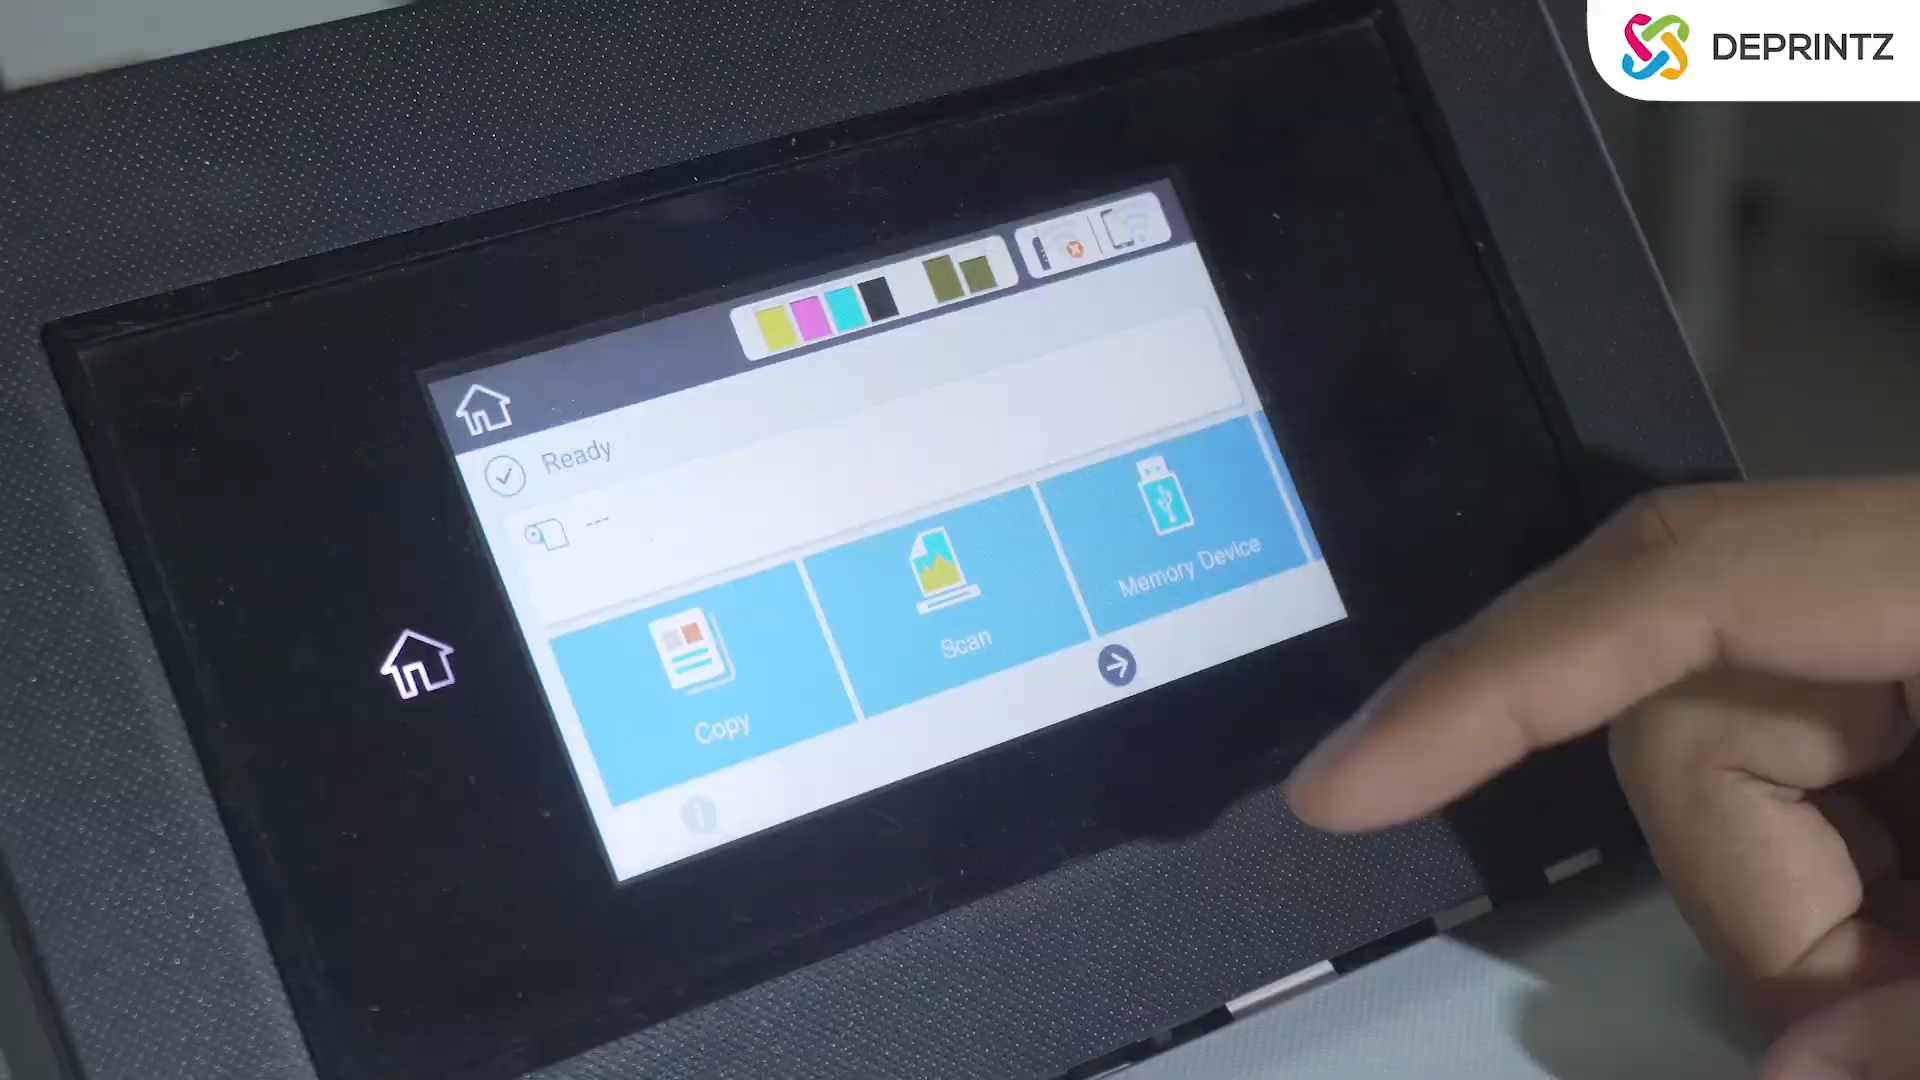 DEPRINTZ
Ready
---
Copy
Scan
Memory Device